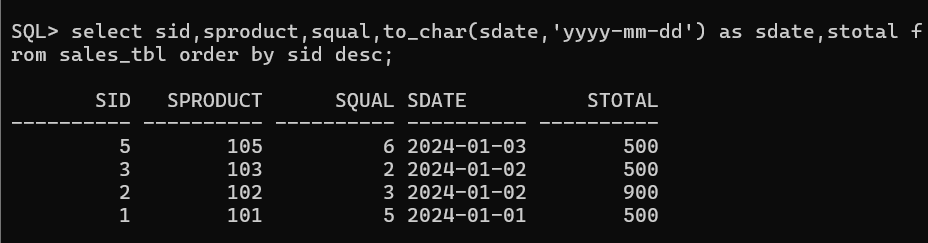 SQL> select sid,sproduct,squal,to_char(sdate,'yyyy-mm-dd') as sdate,stotal f
rom sales_tbl order by sid desc;

       SID   SPRODUCT      SQUAL SDATE          STOTAL
---------- ---------- ---------- ---------- ----------
         5        105          6 2024-01-03        500
         3        103          2 2024-01-02        500
         2        102          3 2024-01-02        900
         1        101          5 2024-01-01        500